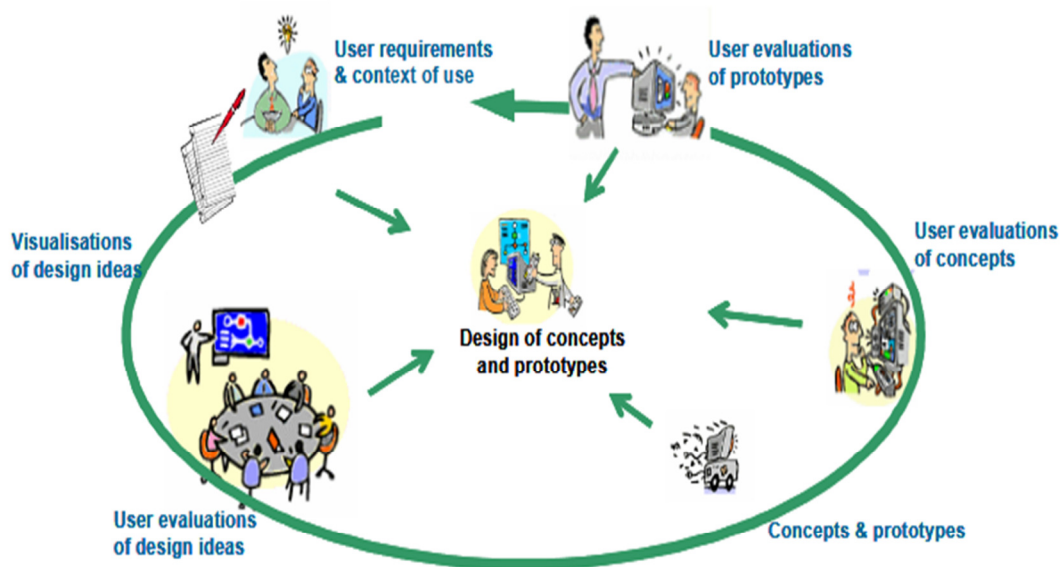 User requirements
& context of use
User evaluations
of prototypes
Visualisations
of design ideas
User evaluations
of concepts
Design of concepts
and prototypes
User evaluations
of design ideas
Concepts & prototypes